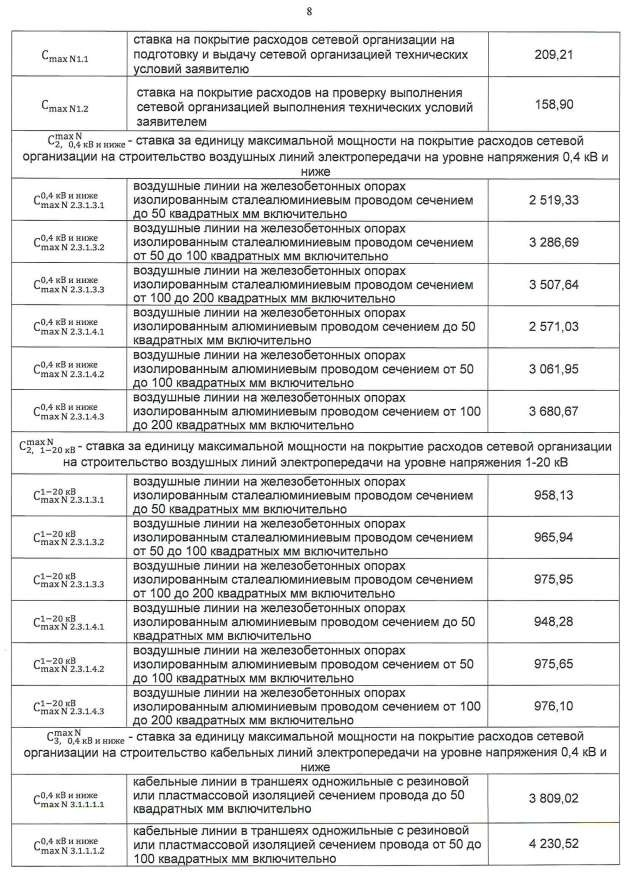 8
C max N1.1
ставка на покрытие расходов сетевой организации на
подготовку и выдачу сетевой организацией технических
условий заявителю
209,21
C max N1.2
ставка на покрытие расходов на проверку выполнения
сетевой организацией выполнения технических условий
заявителем
158,90
C max N 2, 0,4 кВ и ниже - ставка за единицу максимальной мощности на покрытие расходов сетевой
организации на строительство воздушных линий электропередачи на уровне напряжения 0,4 кВ и
ниже
C 0,4 кВ и ниже max N 2.3.1.3.1
воздушные линии на железобетонных опорах
изолированным сталеалюминиевым проводом сечением
до 50 квадратных мм включительно
2 519,33
C 0,4 кВ и ниже max N 2.3.1.3.2
воздушные линии на железобетонных опорах
изолированным сталеалюминиевым проводом сечением
от 50 до 100 квадратных мм включительно
3 286,69
C 0,4 кВ и ниже max N 2.3.1.3.3
воздушные линии на железобетонных опорах
изолированным сталеалюминиевым проводом сечением
от 100 до 200 квадратных мм включительно
3 507,64
C 0,4 кВ и ниже max N 2.3.1.4.1
воздушные линии на железобетонных опорах
изолированным алюминиевым проводом сечением до 50
квадратных мм включительно
2 571,03
C 0,4 кВ и ниже max N 2.3.1.4.2
воздушные линии на железобетонных опорах
изолированным алюминиевым проводом сечением от 50
до 100 квадратных мм включительно
3 061,95
C 0,4 кВ и ниже max N 2.3.1.4.3
воздушные линии на железобетонных опорах
изолированным алюминиевым проводом сечением от 100
до 200 квадратных мм включительно
3 680,67
C max N 2, 1−20 кВ - ставка за единицу максимальной мощности на покрытие расходов сетевой организации
на строительство воздушных линий электропередачи на уровне напряжения 1-20 кВ
C 1−20 кВ max N 2.3.1.3.1
воздушные линии на железобетонных опорах
изолированным сталеалюминиевым проводом сечением
до 50 квадратных мм включительно
958,13
C 1−20 кВ max N 2.3.1.3.2
воздушные линии на железобетонных опорах
изолированным сталеалюминиевым проводом сечением
от 50 до 100 квадратных мм включительно
965,94
C 1−20 кВ max N 2.3.1.3.3
воздушные линии на железобетонных опорах
изолированным сталеалюминиевым проводом сечением
от 100 до 200 квадратных мм включительно
975,95
C 1−20 кВ max N 2.3.1.4.1
воздушные линии на железобетонных опорах
изолированным алюминиевым проводом сечением до 50
квадратных мм включительно
948,28
C 1−20 кВ max N 2.3.1.4.2
воздушные линии на железобетонных опорах
изолированным алюминиевым проводом сечением от 50
до 100 квадратных мм включительно
975,65
C 1−20 кВ max N 2.3.1.4.3
воздушные линии на железобетонных опорах
изолированным алюминиевым проводом сечением от 100
до 200 квадратных мм включительно
976,10
C max N 3, 0,4 кВ и ниже - ставка за единицу максимальной мощности на покрытие расходов сетевой
организации на строительство кабельных линий электропередачи на уровне напряжения 0,4 кВ и
ниже
C 0,4 кВ и ниже max N 3.1.1.1.1
кабельные линии в траншеях одножильные с резиновой
или пластмассовой изоляцией сечением провода до 50
квадратных мм включительно
3 809,02
C 0,4 кВ и ниже max N 3.1.1.1.2
кабельные линии в траншеях одножильные с резиновой
или пластмассовой изоляцией сечением провода от 50 до
100 квадратных мм включительно
4 230,52